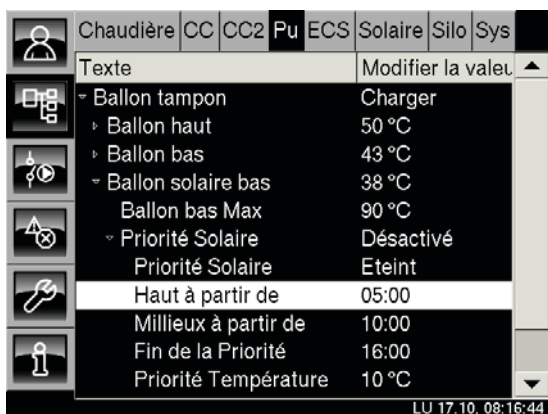 Chaudière CC CC2 Pu ECS Solaire Silo Sys
Texte Modifier la valeu
Ballon tampon Charger
Ballon haut 50 °C
Ballon bas 43 °C
Ballon solaire bas 38 °C
Ballon bas Max 90 °C
Priorité Solaire Désactivé
Priorité Solaire Eteint
Haut à partir de 05:00
Millieux à partir de 10:00
Fin de la Priorité 16:00
Priorité Température 10 °C
LU 17.10. 08:16:44